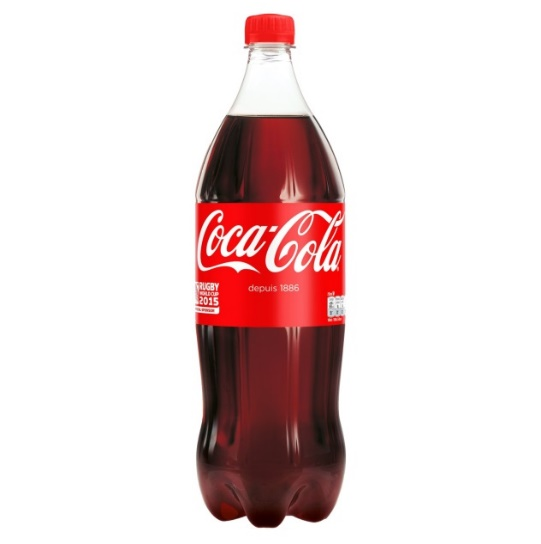 Coca-Cola
depuis 1886
RUGBY
WORLD CUP
2015